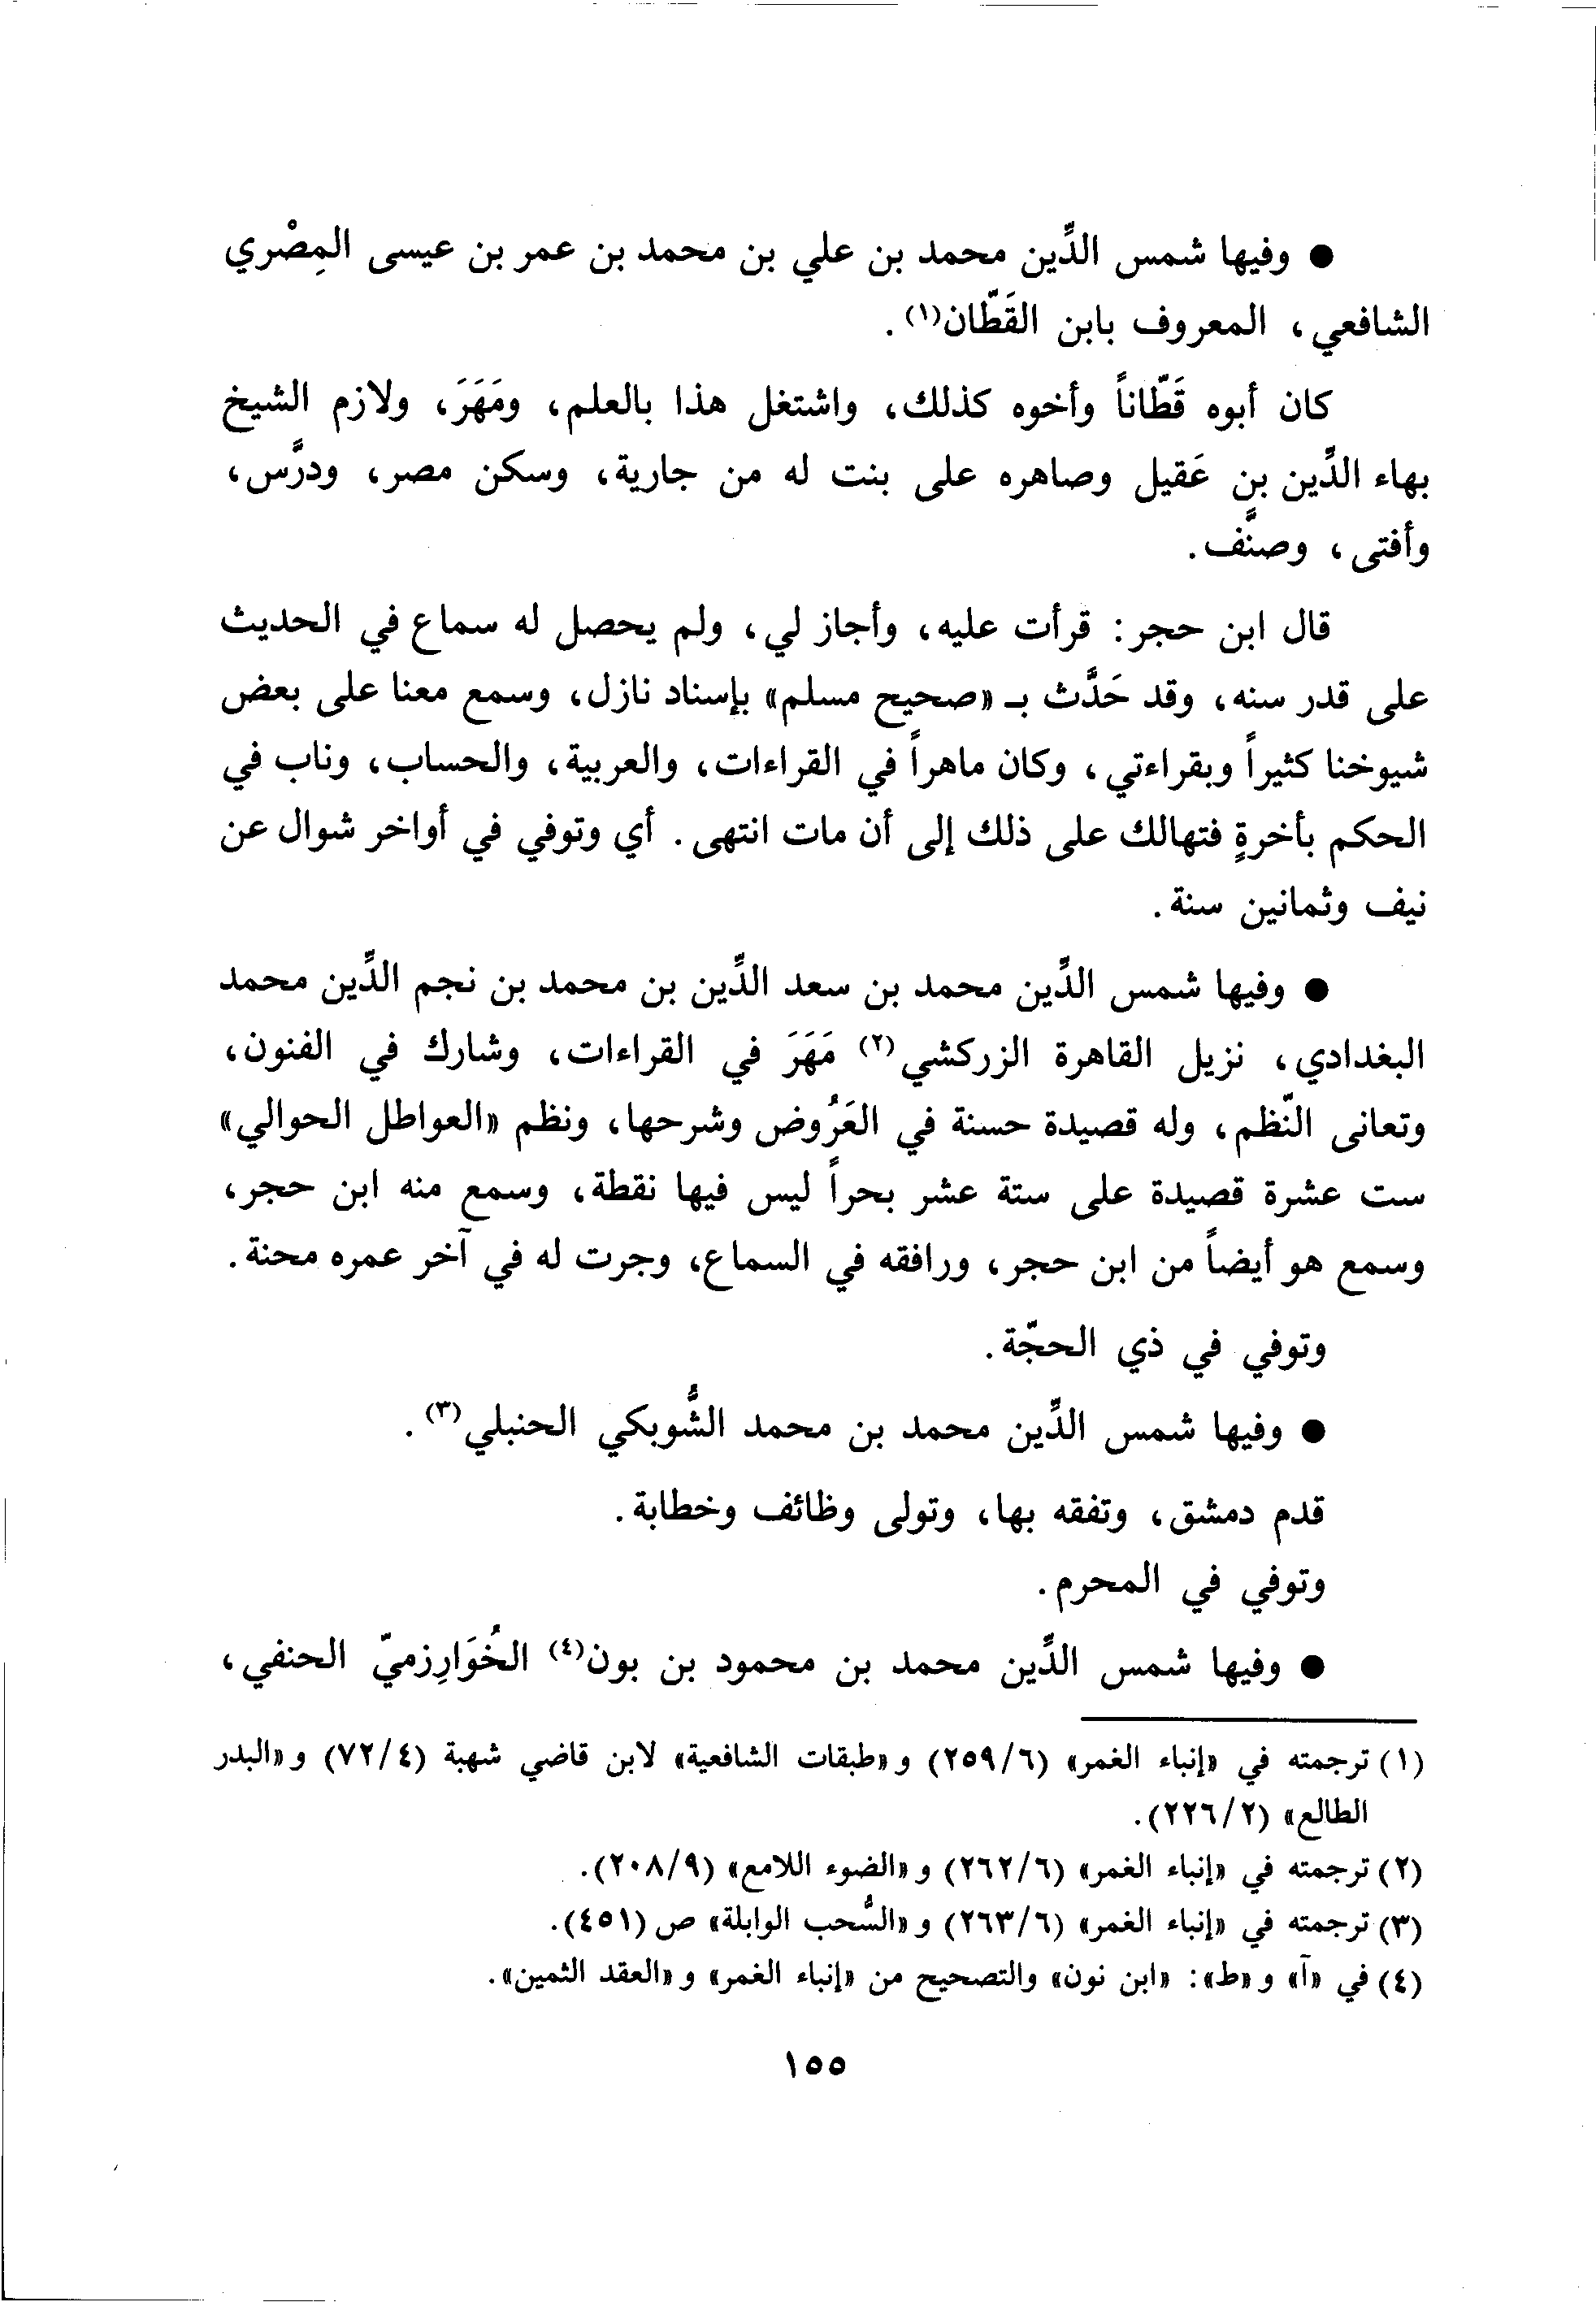 ● وفيها شمس الدِّين محمد بن علي بن محمد بن عمر بن عيسى المِصْري
الشافعي، المعروف بابن القَطّان(١).
كان أبوه قَطّاناً وأخوه كذلك، واشتغل هذا بالعلم، ومَهَرَ، ولازم الشيخ
بهاء الدِّين بن عَقيل وصاهره على بنت له من جارية، وسكن مصر، ودرَّس،
وأفتى، وصنَّف.
قال ابن حجر: قرأت عليه، وأجاز لي، ولم يحصل له سماع في الحديث
على قدر سنه، وقد حَدَّث بـ «صحيح مسلم» بإسناد نازل، وسمع معنا على بعض
شيوخنا كثيراً وبقراءتي، وكان ماهراً في القراءات، والعربية، والحساب، وناب في
الحكم بأخرةٍ فتهالك على ذلك إلى أن مات انتهى. أي وتوفي في أواخر شوال عن
نيف وثمانين سنة.
● وفيها شمس الدِّين محمد بن سعد الدِّين بن محمد بن نجم الدِّين محمد
البغدادي، نزيل القاهرة الزركشي(٢) مَهَرَ في القراءات، وشارك في الفنون،
وتعانى النّظم، وله قصيدة حسنة في العَرُوض وشرحها، ونظم «العواطل الحوالي»
ست عشرة قصيدة على ستة عشر بحراً ليس فيها نقطة، وسمع منه ابن حجر،
وسمع هو أيضاً من ابن حجر، ورافقه في السماع، وجرت له في آخر عمره محنة.
وتوفي في ذي الحجّة.
● وفيها شمس الدِّين محمد بن محمد الشُّوبكي الحنبلي(٣).
قدم دمشق، وتفقه بها، وتولى وظائف وخطابة.
وتوفي في المحرم.
● وفيها شمس الدِّين محمد بن محمود بن بون(٤) الخُوَارِزميّ الحنفي،
(١) ترجمته في «إنباء الغمر» (٢٥٩/٦) و«طبقات الشافعية» لابن قاضي شهبة (٧٢/٤) و«البدر
الطالع» (٢٢٦/٢).
(٢) ترجمته في «إنباء الغمر» (٢٦٢/٦) و«الضوء اللامع» (٢٠٨/٩).
(٣) ترجمته في «إنباء الغمر» (٢٦٣/٦) و«السُّحب الوابلة» ص (٤٥١).
(٤) في «آ» و«ط»: «ابن نون» والتصحيح من «إنباء الغمر» و«العقد الثمين».
١٥٥